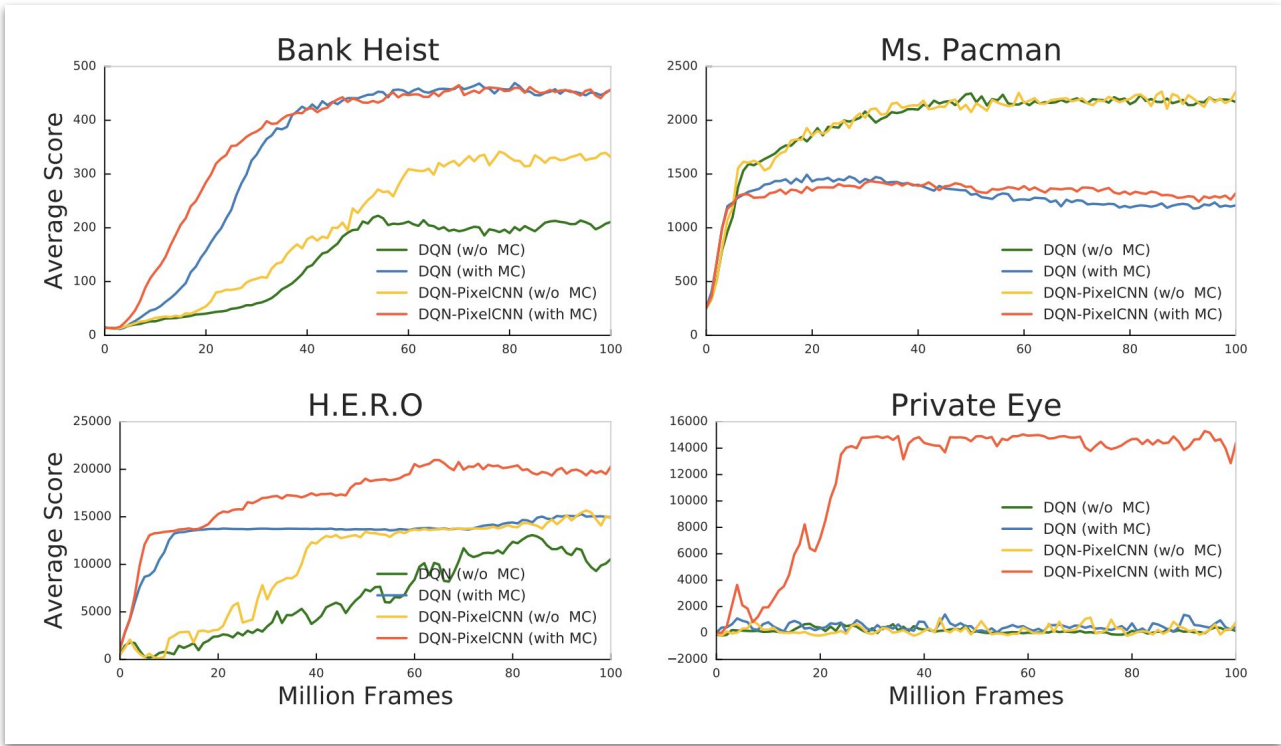 Bank Heist
Average Score
500
400
300
200
100
0
DQN (w/o MC)
DQN (with MC)
DQN-PixelCNN (w/o MC)
DQN-PixelCNN (with MC)
0 20 40 60 80 100
Ms. Pacman
2500
2000
1500
1000
500
0
DQN (w/o MC)
DQN (with MC)
DQN-PixelCNN (w/o MC)
DQN-PixelCNN (with MC)
0 20 40 60 80 100
H.E.R.O
Average Score
25000
20000
15000
10000
5000
0
DQN (w/o MC)
DQN (with MC)
DQN-PixelCNN (w/o MC)
DQN-PixelCNN (with MC)
0 20 40 60 80 100
Million Frames
Private Eye
16000
14000
12000
10000
8000
6000
4000
2000
0
−2000
DQN (w/o MC)
DQN (with MC)
DQN-PixelCNN (w/o MC)
DQN-PixelCNN (with MC)
0 20 40 60 80 100
Million Frames